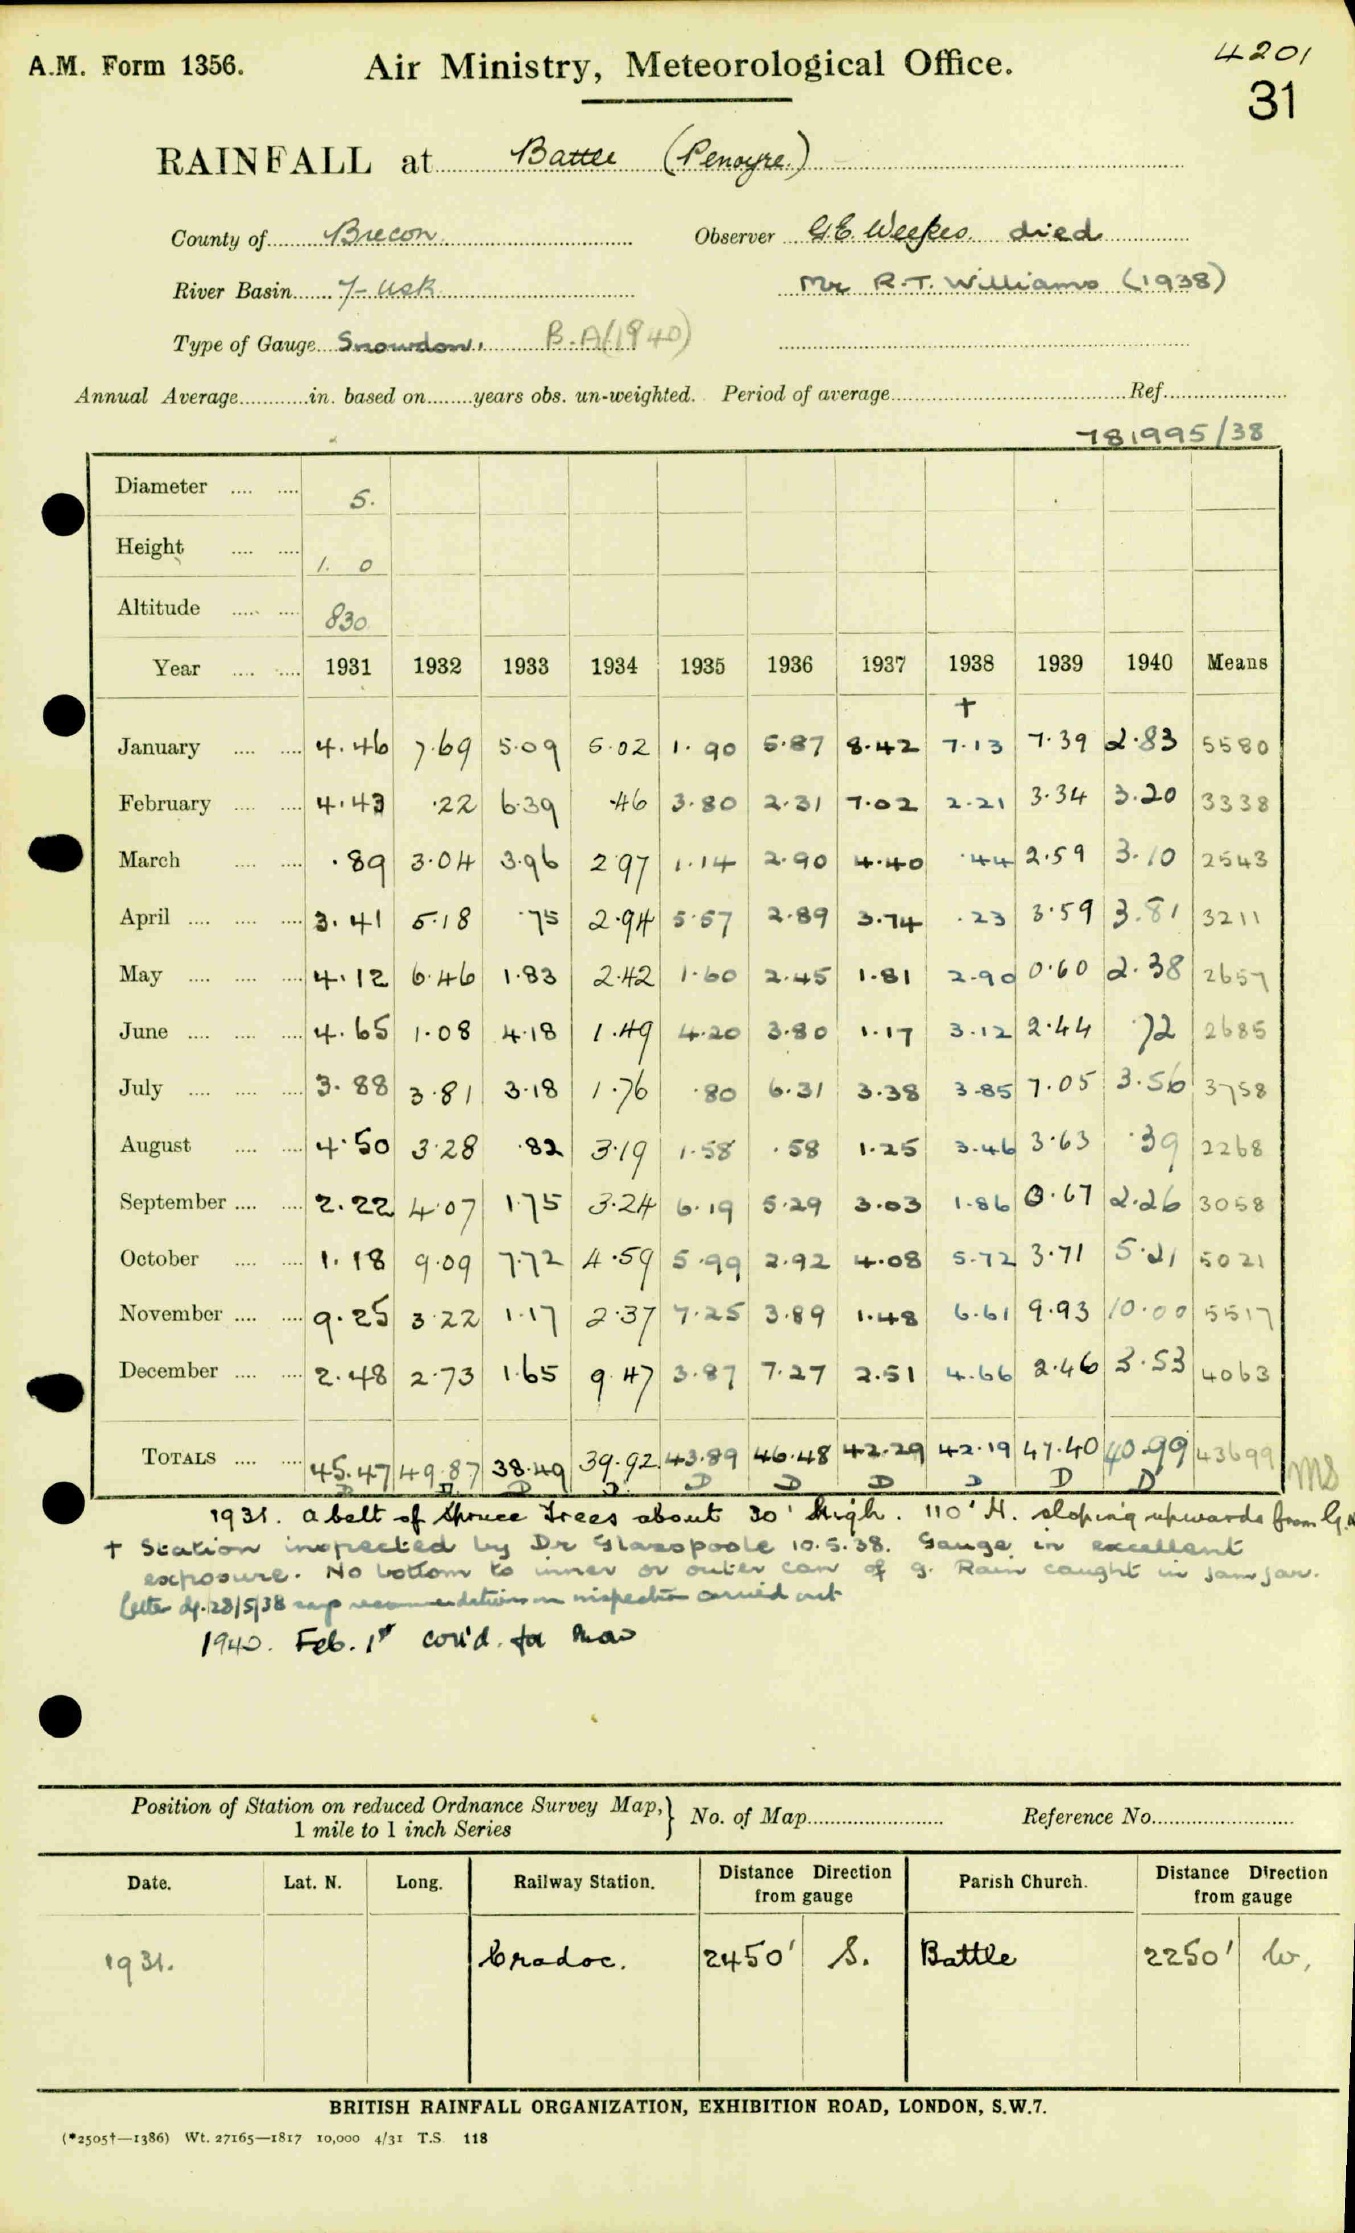 A.M. Form 1356.
Air Ministry, Meteorological Office.
4201
31
RAINFALL at Battle (Penoyre.)
County of Brecon. Observer G.E. Weekes. died
River Basin 7-Usk Mr R.T. Williams (1938)
Type of Gauge Snowdon. B.A (1940)
Annual Average in. based on years obs. un-weighted. Period of average Ref.
781995/38
Diameter 5.
Height 1. 0
Altitude 830
Year 1931 1932 1933 1934 1935 1936 1937 1938 1939 1940 Means
†
January 4.46 7.69 5.09 5.02 1.90 5.87 8.42 7.13 7.39 2.83 5580
February 4.43 .22 6.39 .46 3.80 2.31 7.02 2.21 3.34 3.20 3338
March .89 3.04 3.96 2.97 1.14 2.90 4.40 .44 2.59 3.10 2543
April 3.41 5.18 .75 2.94 5.57 2.89 3.74 .23 3.59 3.81 3211
May 4.12 6.46 1.83 2.42 1.60 2.45 1.81 2.90 0.60 2.38 2657
June 4.65 1.08 4.18 1.49 4.20 3.80 1.17 3.12 2.44 .72 2685
July 3.88 3.81 3.18 1.76 .80 6.31 3.38 3.85 7.05 3.56 3758
August 4.50 3.28 .82 3.19 1.58 .58 1.25 3.46 3.63 .39 2268
September 2.22 4.07 1.75 3.24 6.19 5.29 3.03 1.86 0.67 2.26 3058
October 1.18 9.09 7.72 4.59 5.99 2.92 4.08 5.72 3.71 5.21 5021
November 9.25 3.22 1.17 2.37 7.25 3.89 1.48 6.61 9.93 10.00 5517
December 2.48 2.73 1.65 9.47 3.87 7.27 2.51 4.66 2.46 3.53 4063
TOTALS 45.47 49.87 38.49 39.92 43.89 46.48 42.29 42.19 47.40 40.99 43699
D D D D D D D D D D
MS
1931. A belt of Spruce Trees about 30' high. 110' N. sloping upwards from G.
† Station inspected by Dr Glasspoole 10.5.38. Gauge in excellent
exposure. No bottom to inner or outer can of g. Rain caught in jam jar.
letter of 28/5/38 says recommendations on inspection carried out
1940. Feb. 1st
Position of Station on reduced Ordnance Survey Map, 1 mile to 1 inch Series } No. of Map Reference No.
Date. Lat. N. Long. Railway Station. Distance Direction from gauge Parish Church. Distance Direction from gauge
1931. Cradoc. 2450' S. Battle 2250' W.
BRITISH RAINFALL ORGANIZATION, EXHIBITION ROAD, LONDON, S.W.7.
(*2505†—1386) Wt. 27165—1817 10,000 4/31 T.S. 118